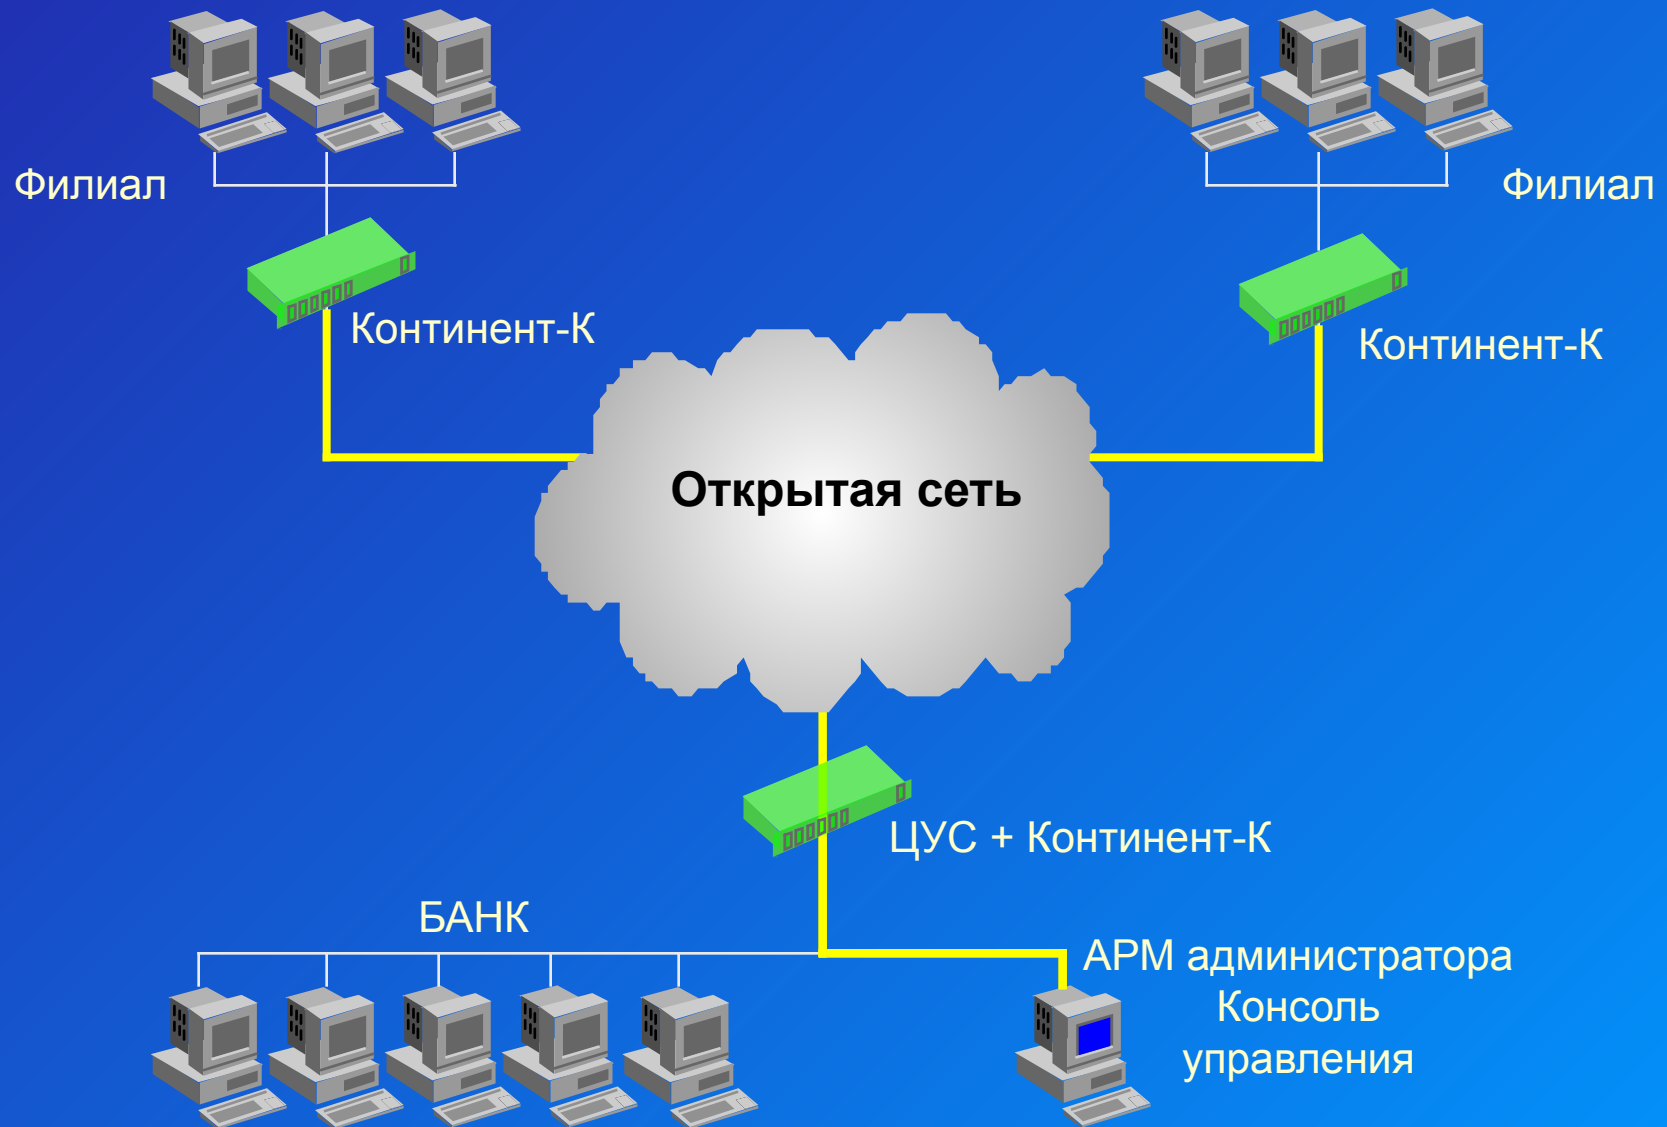 Филиал
Филиал
Континент-К
Континент-К
Открытая сеть
ЦУС + Континент-К
БАНК
АРМ администратора
Консоль
управления